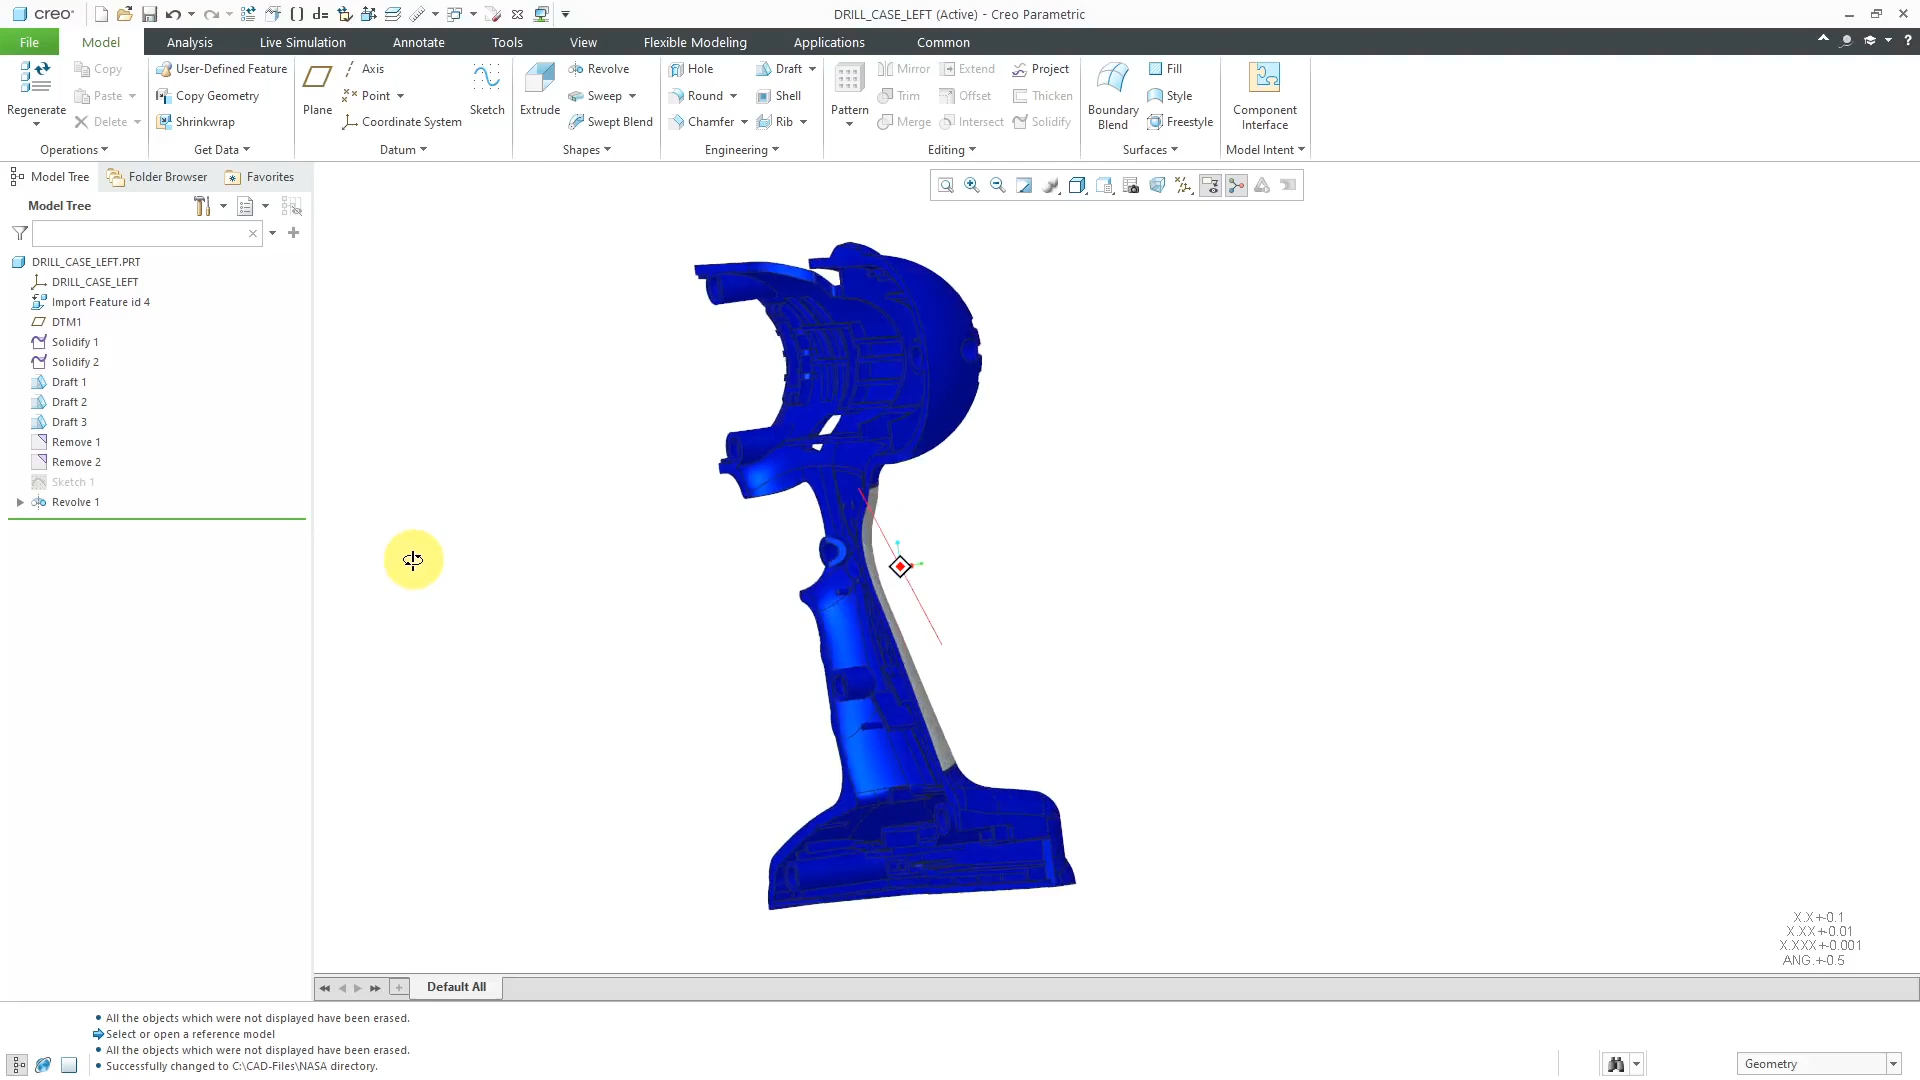 creo
DRILL_CASE_LEFT (Active) - Creo Parametric
File Model Analysis Live Simulation Annotate Tools View Flexible Modeling Applications Common
Regenerate
Copy
Paste
Delete
Operations
User-Defined Feature
Copy Geometry
Shrinkwrap
Get Data
Plane
Axis
Point
Coordinate System
Sketch
Datum
Extrude
Revolve
Sweep
Swept Blend
Shapes
Hole
Round
Chamfer
Draft
Shell
Rib
Engineering
Pattern
Mirror
Trim
Merge
Extend
Offset
Intersect
Project
Thicken
Solidify
Editing
Boundary
Blend
Fill
Style
Freestyle
Surfaces
Component
Interface
Model Intent
Model Tree Folder Browser Favorites
Model Tree
DRILL_CASE_LEFT.PRT
DRILL_CASE_LEFT
Import Feature id 4
DTM1
Solidify 1
Solidify 2
Draft 1
Draft 2
Draft 3
Remove 1
Remove 2
Sketch 1
Revolve 1
X.X+-0.1
X.XX+-0.01
X.XXX+-0.001
ANG.+-0.5
Default All
All the objects which were not displayed have been erased.
Select or open a reference model
All the objects which were not displayed have been erased.
Successfully changed to C:\CAD-Files\NASA directory.
Geometry